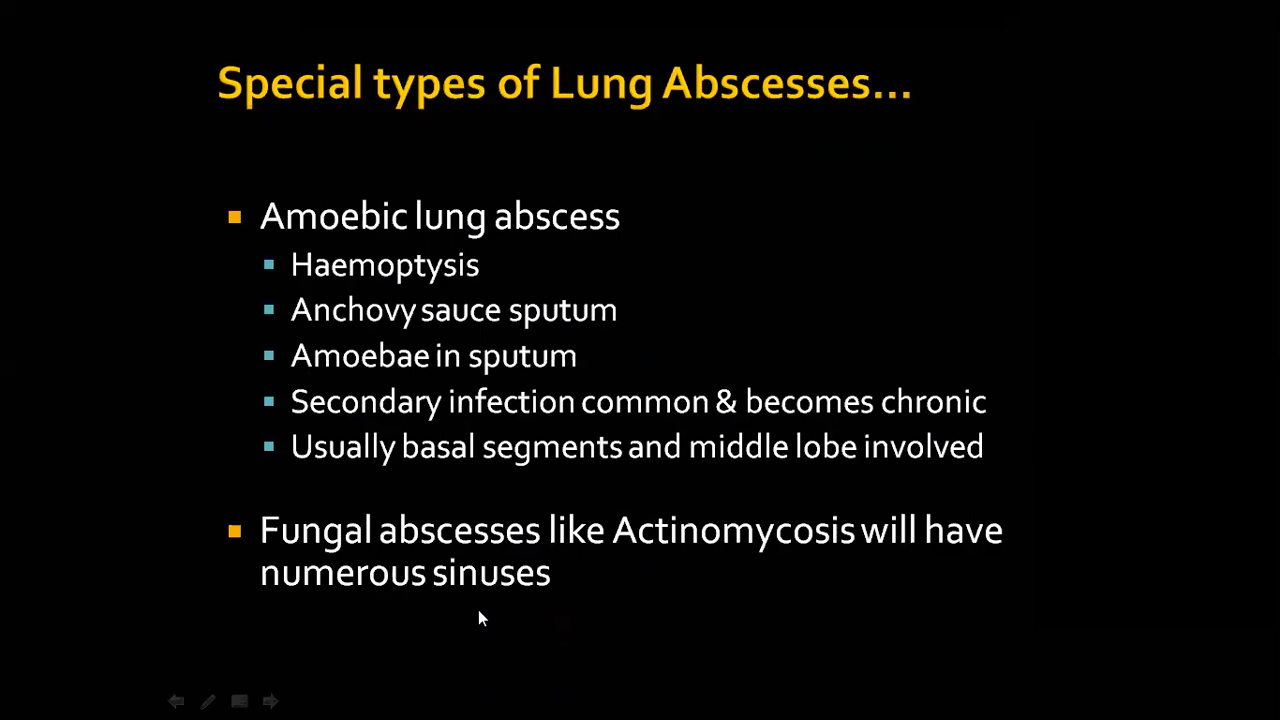 Special types of Lung Abscesses...
Amoebic lung abscess
Haemoptysis
Anchovy sauce sputum
Amoebae in sputum
Secondary infection common & becomes chronic
Usually basal segments and middle lobe involved
Fungal abscesses like Actinomycosis will have
numerous sinuses